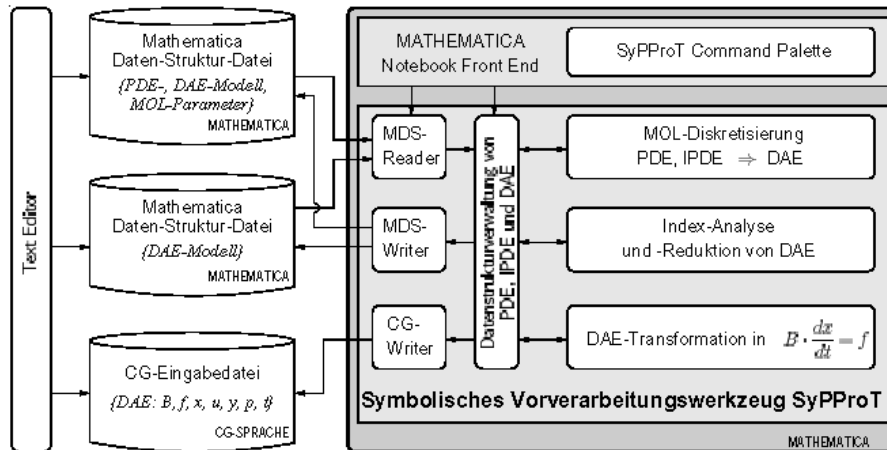 Text Editor
Mathematica
Daten-Struktur-Datei
{PDE-, DAE-Modell,
MOL-Parameter}
MATHEMATICA
Mathematica
Daten-Struktur-Datei
{DAE-Modell}
MATHEMATICA
CG-Eingabedatei
{DAE: B, f, x, u, y, p, t}
CG-SPRACHE
MATHEMATICA
Notebook Front End
SyPProT Command Palette
MDS-
Reader
MDS-
Writer
CG-
Writer
Datenstrukturverwaltung von
PDE, IPDE und DAE
MOL-Diskretisierung
PDE, IPDE ⇒ DAE
Index-Analyse
und -Reduktion von DAE
DAE-Transformation in B · dx/dt = f
Symbolisches Vorverarbeitungswerkzeug SyPProT
MATHEMATICA